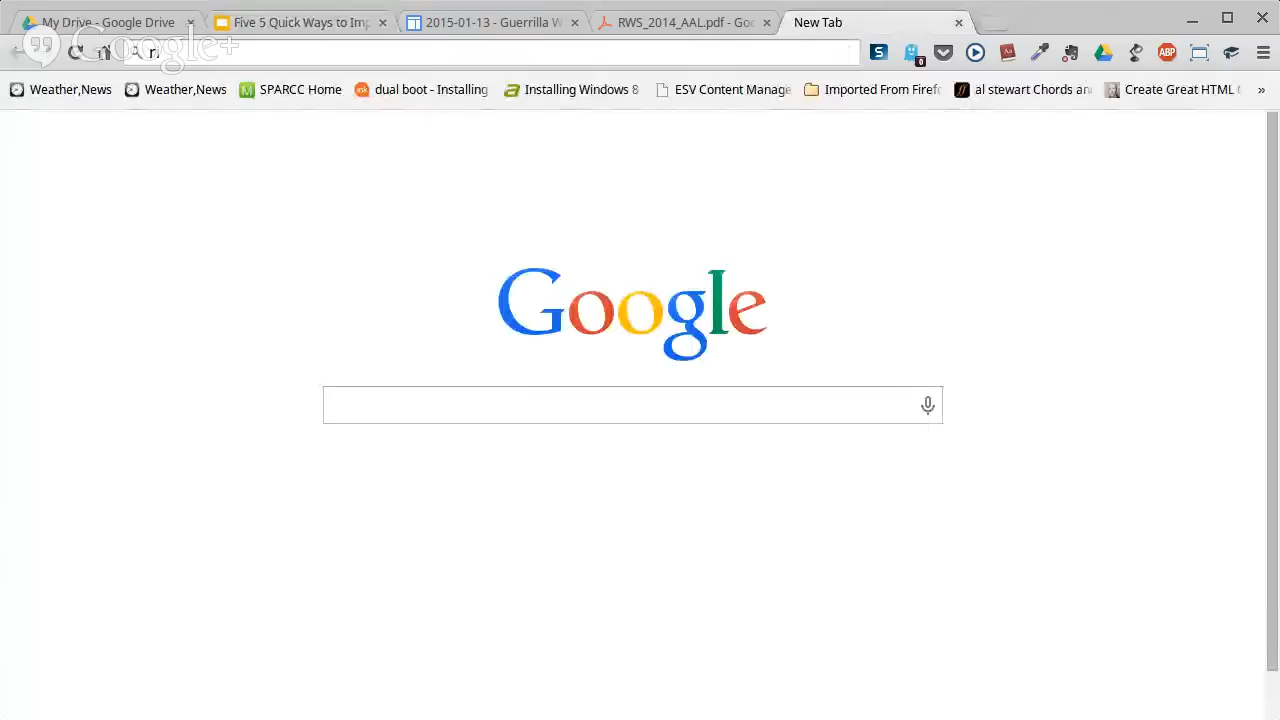 My Drive - Google Drive
Five 5 Quick Ways to Imp
2015-01-13 - Guerrilla W
RWS_2014_AAL.pdf - Goo
New Tab
Google+
Weather,News
Weather,News
SPARCC Home
dual boot - Installing
Installing Windows 8
ESV Content Manage
Imported From Firef
al stewart Chords an
Create Great HTML
»
Google